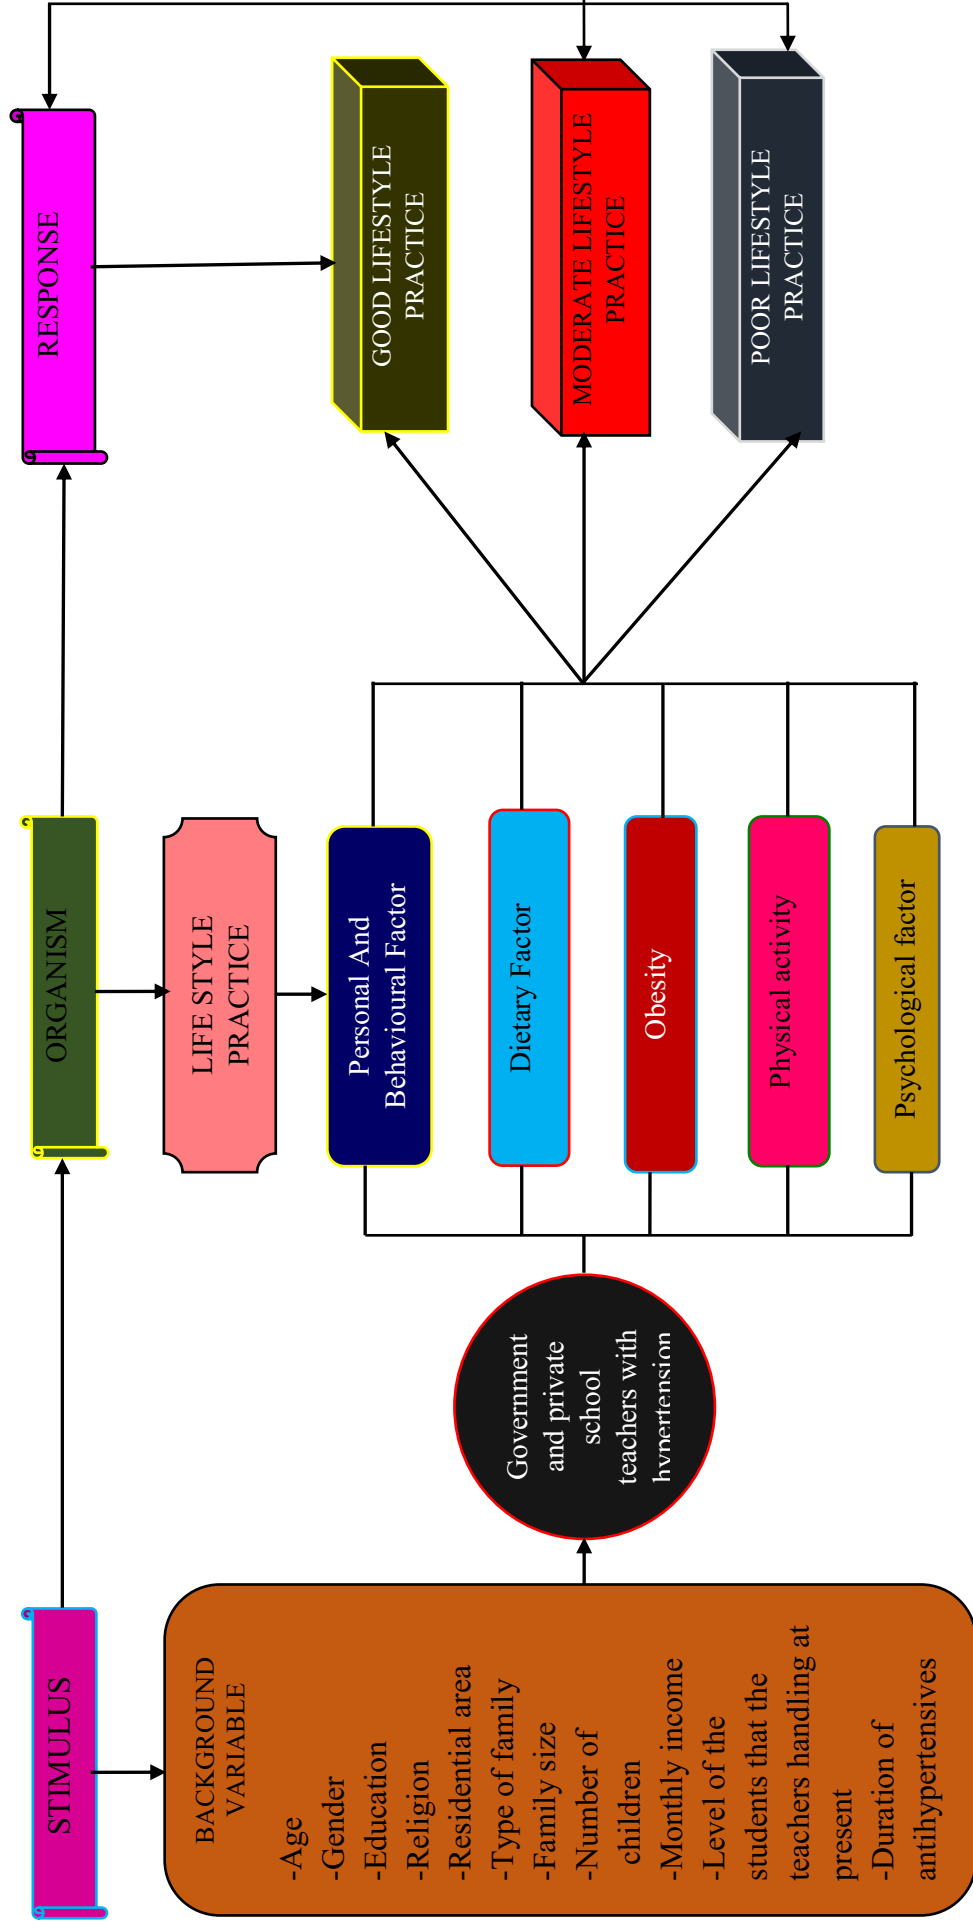 STIMULUS
ORGANISM
RESPONSE
BACKGROUND
VARIABLE
-Age
-Gender
-Education
-Religion
-Residential area
-Type of family
-Family size
-Number of
children
-Monthly income
-Level of the
students that the
teachers handling at
present
-Duration of
antihypertensives
Government
and private
school
teachers with
hypertension
LIFE STYLE
PRACTICE
Personal And
Behavioural Factor
Dietary Factor
Obesity
Physical activity
Psychological factor
GOOD LIFESTYLE
PRACTICE
MODERATE LIFESTYLE
PRACTICE
POOR LIFESTYLE
PRACTICE